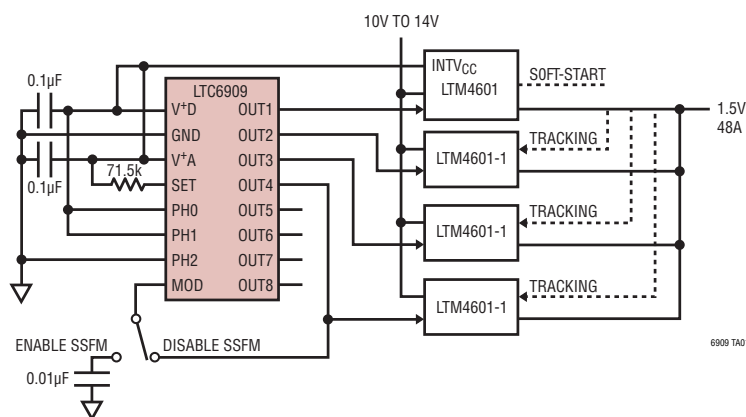 10V TO 14V
0.1µF
LTC6909
V+D
GND
V+A
SET
PH0
PH1
PH2
MOD
OUT1
OUT2
OUT3
OUT4
OUT5
OUT6
OUT7
OUT8
0.1µF
71.5k
INTVCC
LTM4601
SOFT-START
1.5V
48A
TRACKING
LTM4601-1
TRACKING
LTM4601-1
TRACKING
LTM4601-1
ENABLE SSFM
DISABLE SSFM
0.01µF
6909 TA0